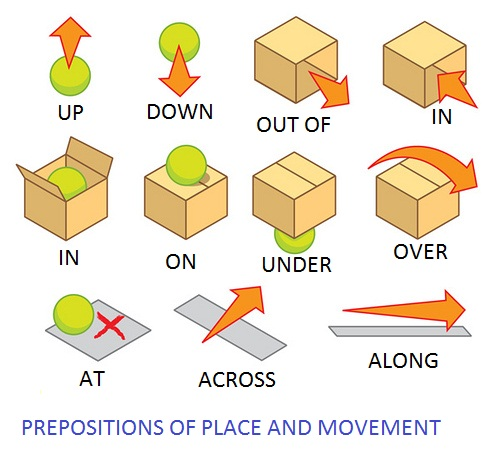 UP
DOWN
OUT OF
IN
IN
ON
UNDER
OVER
AT
ACROSS
ALONG
PREPOSITIONS OF PLACE AND MOVEMENT